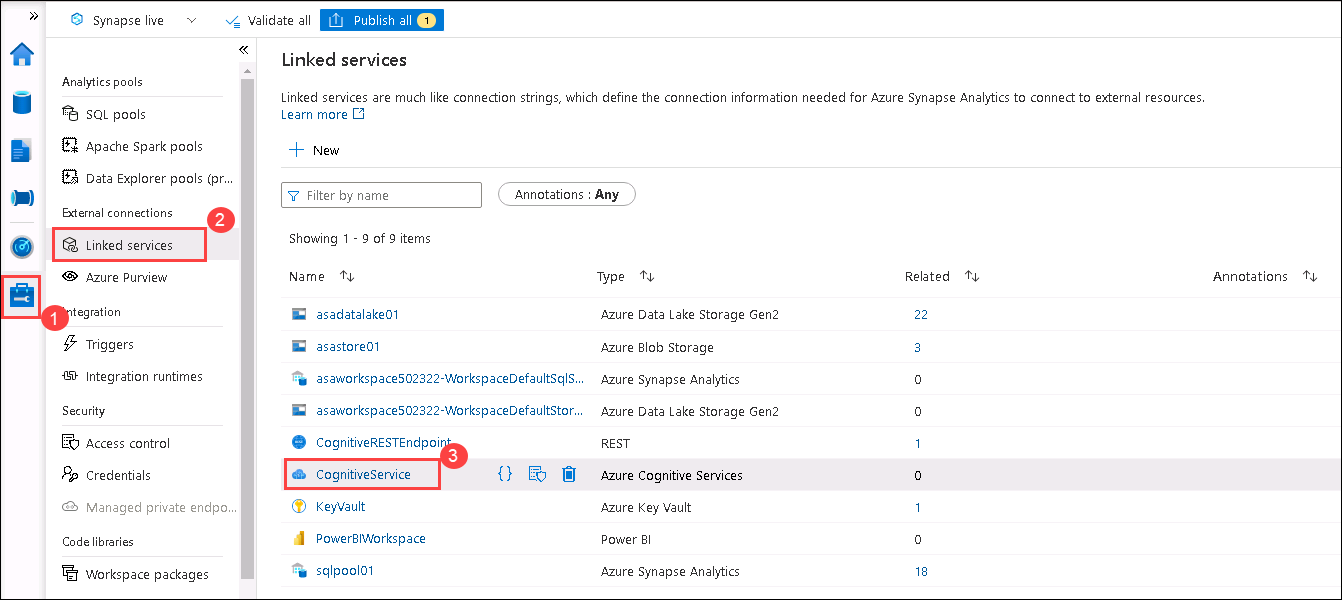 Synapse live
Validate all
Publish all 1
Analytics pools
SQL pools
Apache Spark pools
Data Explorer pools (pr...
External connections
2
Linked services
Azure Purview
1
ntegration
Triggers
Integration runtimes
Security
Access control
Credentials
Managed private endpo...
Code libraries
Workspace packages
Linked services
Linked services are much like connection strings, which define the connection information needed for Azure Synapse Analytics to connect to external resources.
Learn more
New
Filter by name
Annotations : Any
Showing 1 - 9 of 9 items
Name Type Related Annotations
asadatalake01 Azure Data Lake Storage Gen2 22
asastore01 Azure Blob Storage 3
asaworkspace502322-WorkspaceDefaultSqlS... Azure Synapse Analytics 0
asaworkspace502322-WorkspaceDefaultStor... Azure Data Lake Storage Gen2 0
CognitiveRESTEndpoint REST 1
3
CognitiveService {} Azure Cognitive Services 0
KeyVault Azure Key Vault 1
PowerBIWorkspace Power BI 0
sqlpool01 Azure Synapse Analytics 18